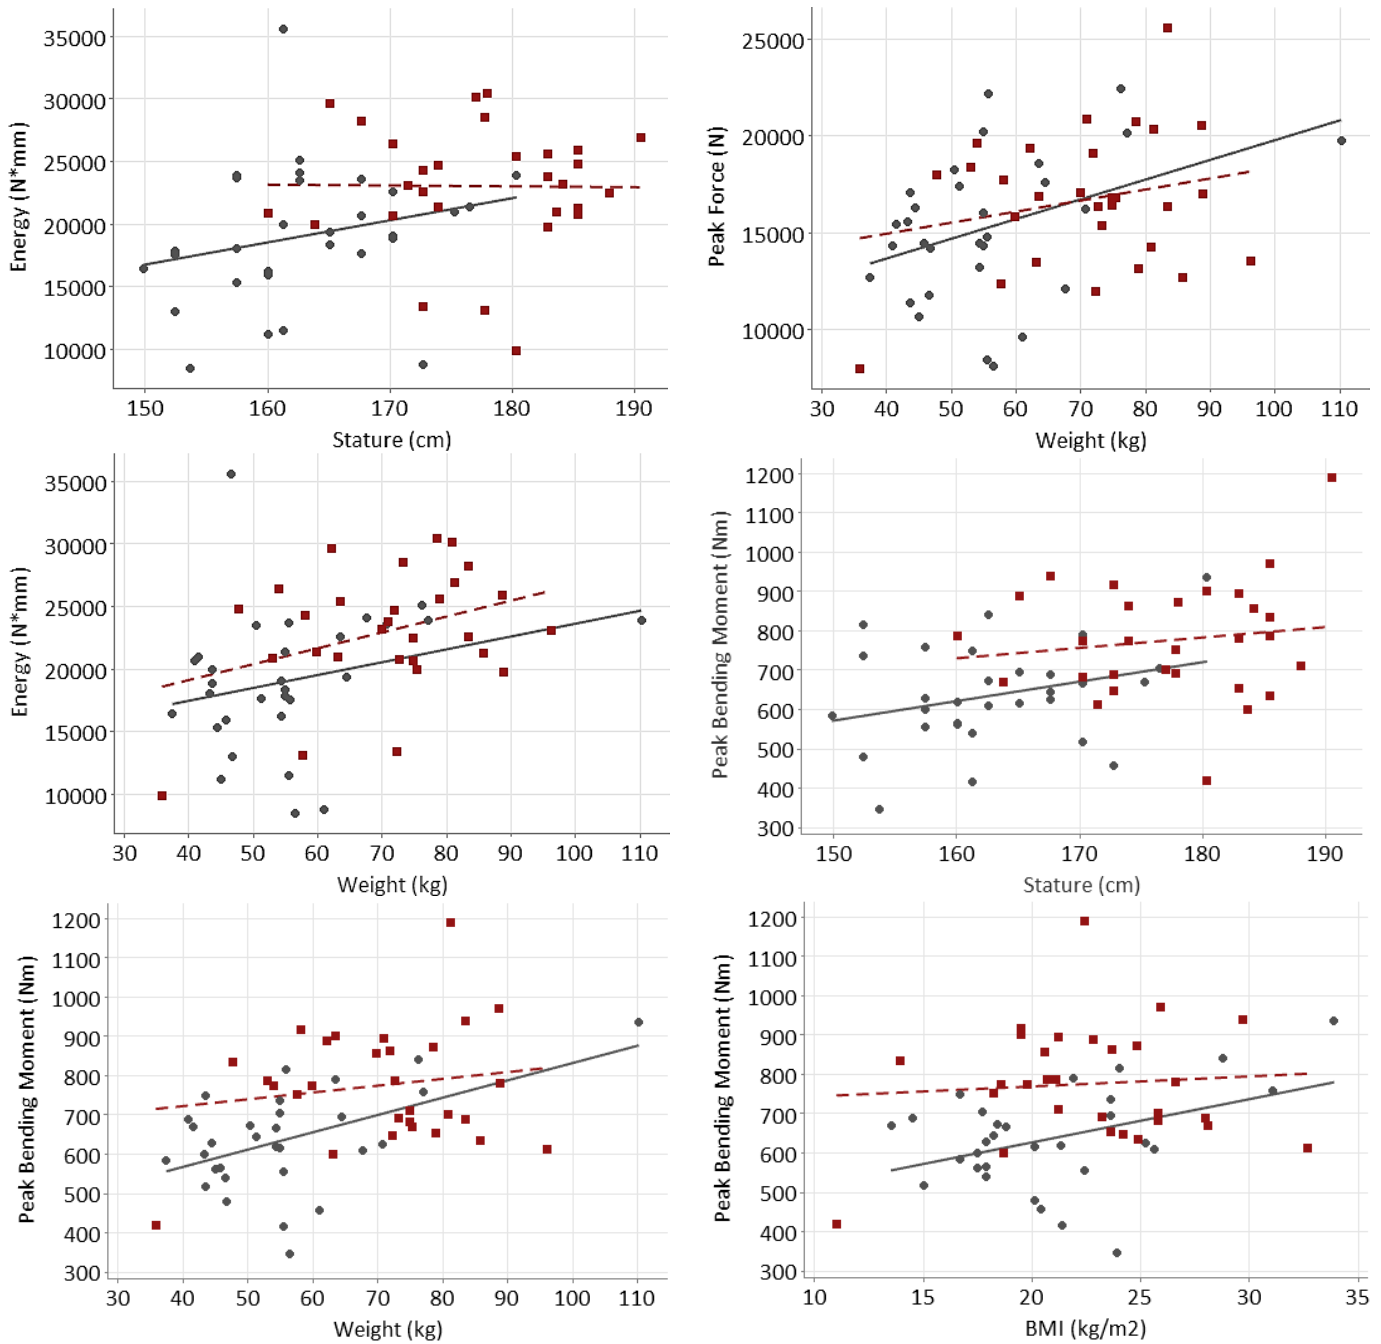 35000
30000
25000
20000
15000
10000
Energy (N*mm)
150 160 170 180 190
Stature (cm)
25000
20000
15000
10000
Peak Force (N)
30 40 50 60 70 80 90 100 110
Weight (kg)
35000
30000
25000
20000
15000
10000
Energy (N*mm)
30 40 50 60 70 80 90 100 110
Weight (kg)
1200
1100
1000
900
800
700
600
500
400
300
Peak Bending Moment (Nm)
150 160 170 180 190
Stature (cm)
1200
1100
1000
900
800
700
600
500
400
300
Peak Bending Moment (Nm)
30 40 50 60 70 80 90 100 110
Weight (kg)
1200
1100
1000
900
800
700
600
500
400
300
Peak Bending Moment (Nm)
10 15 20 25 30 35
BMI (kg/m2)